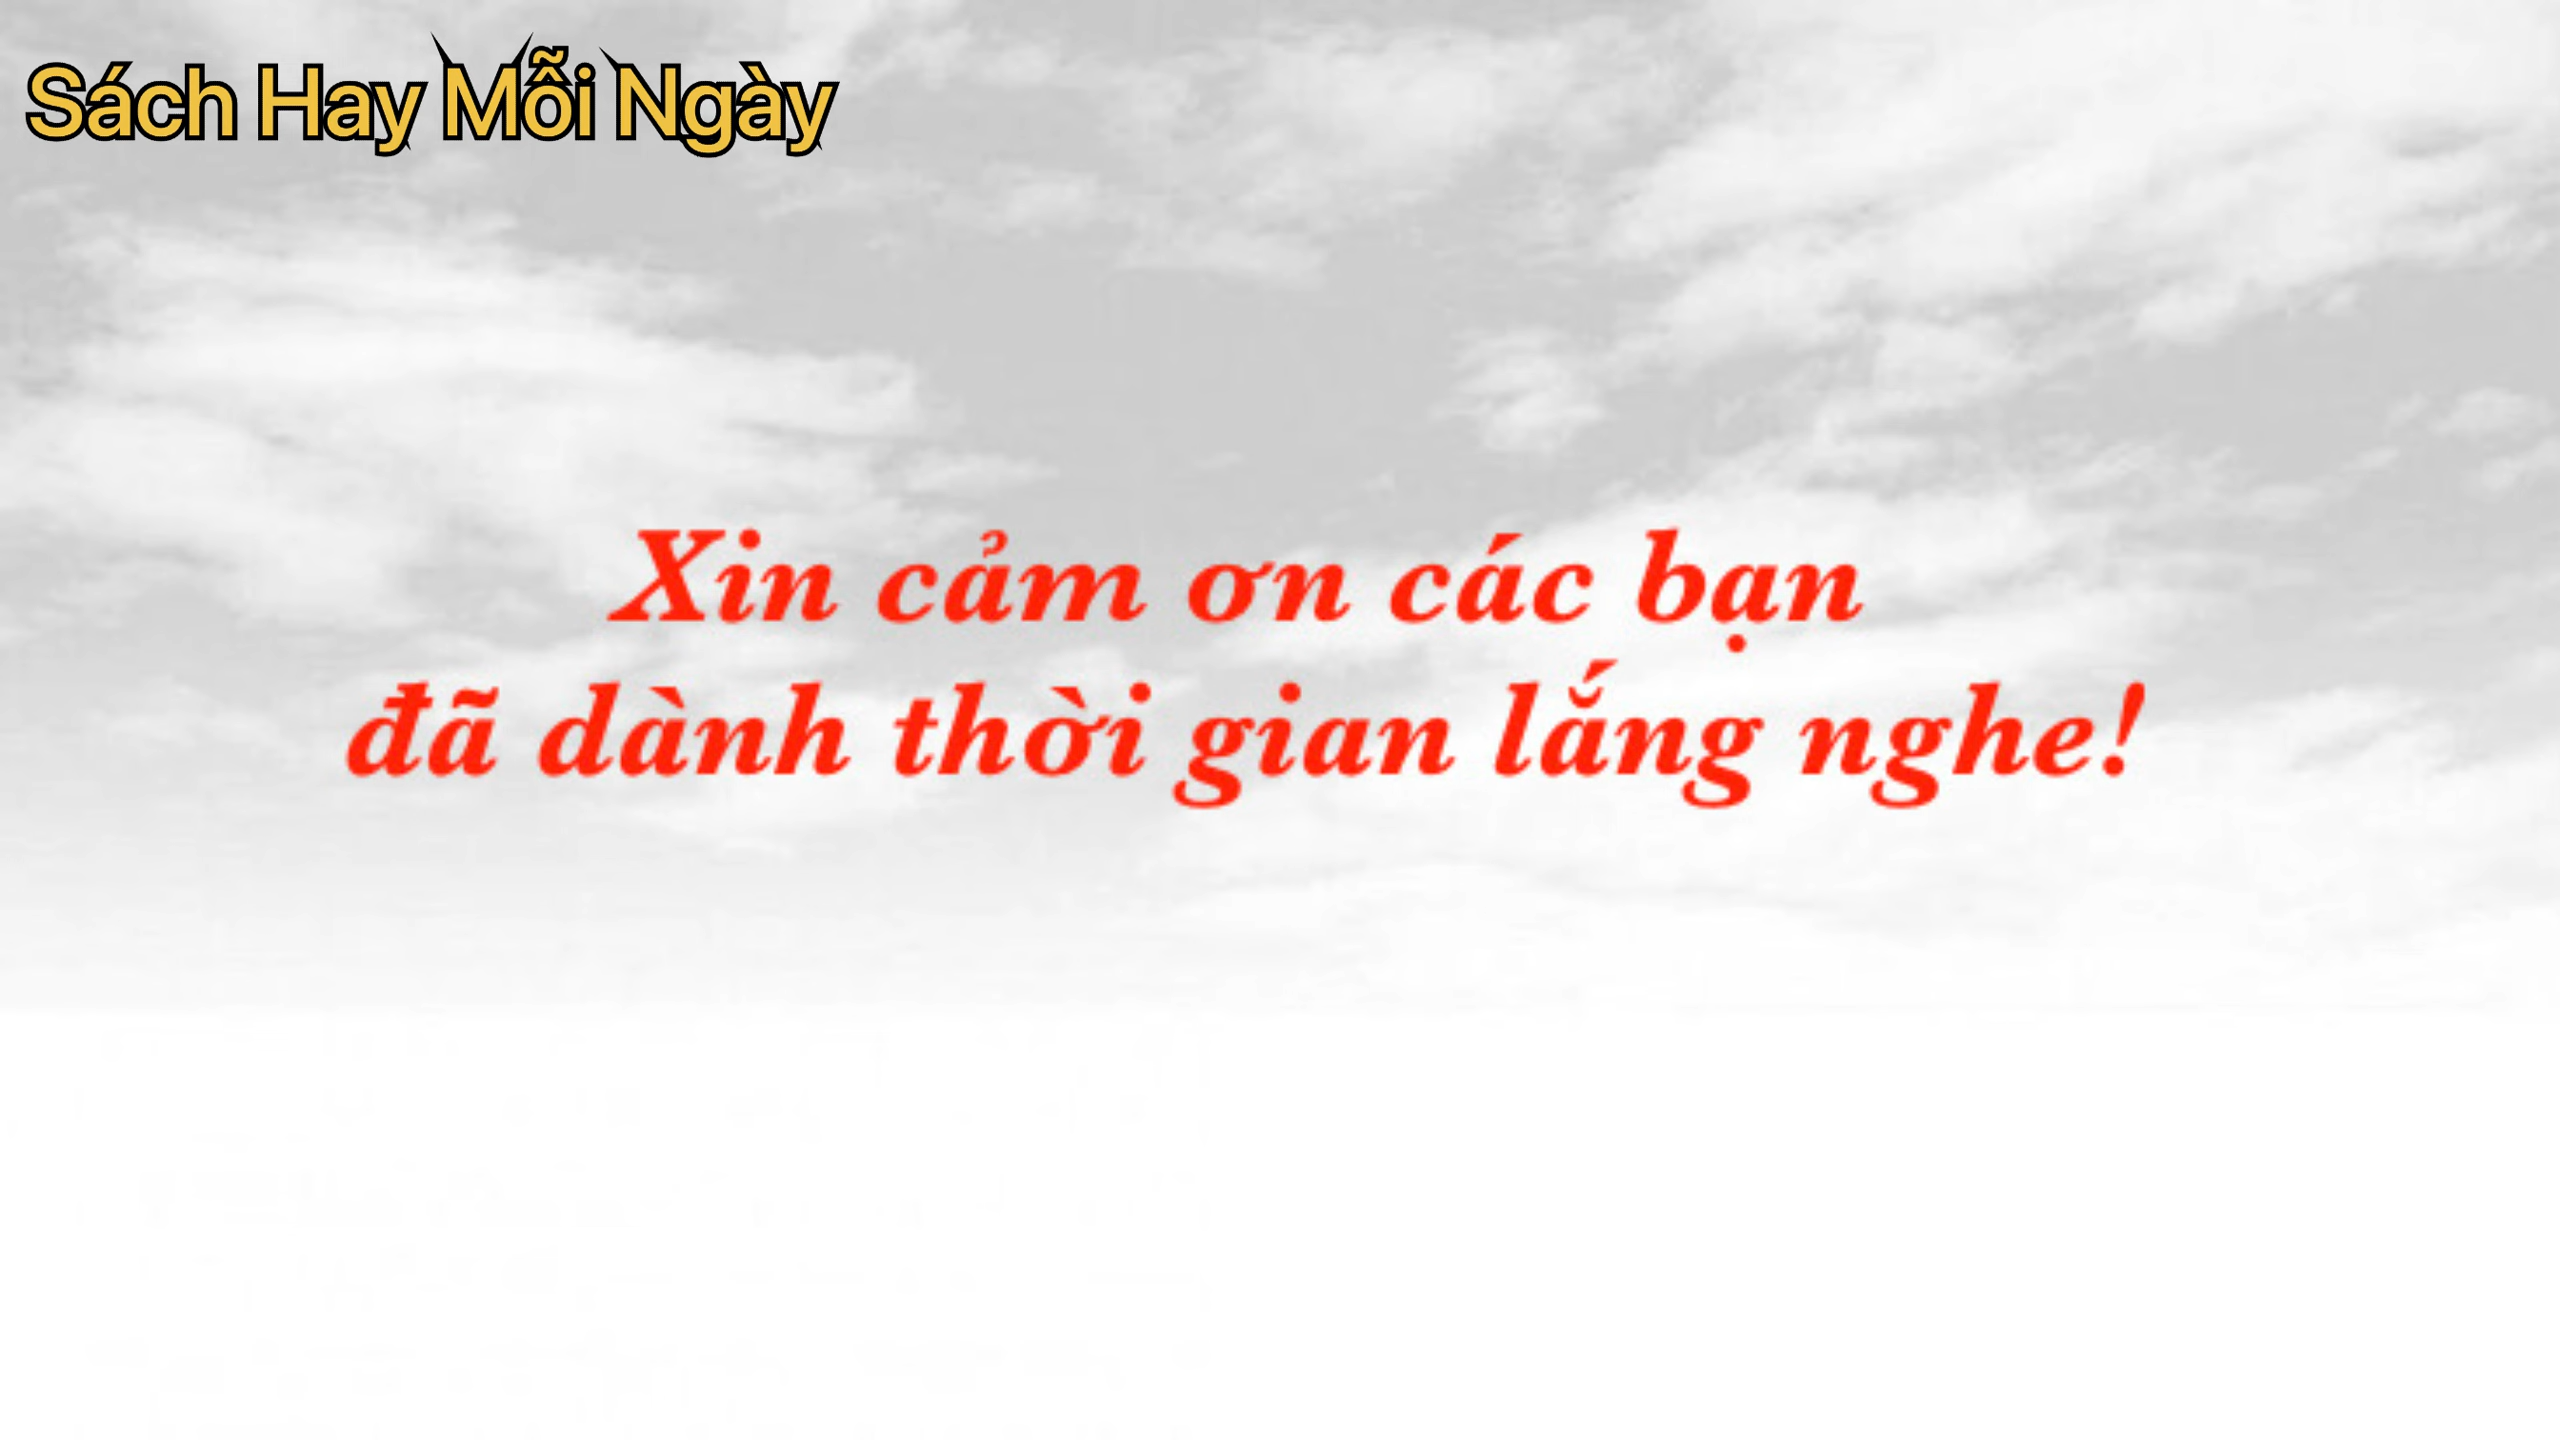 Sách Hay Mỗi Ngày
Xin cảm ơn các bạn
đã dành thời gian lắng nghe!